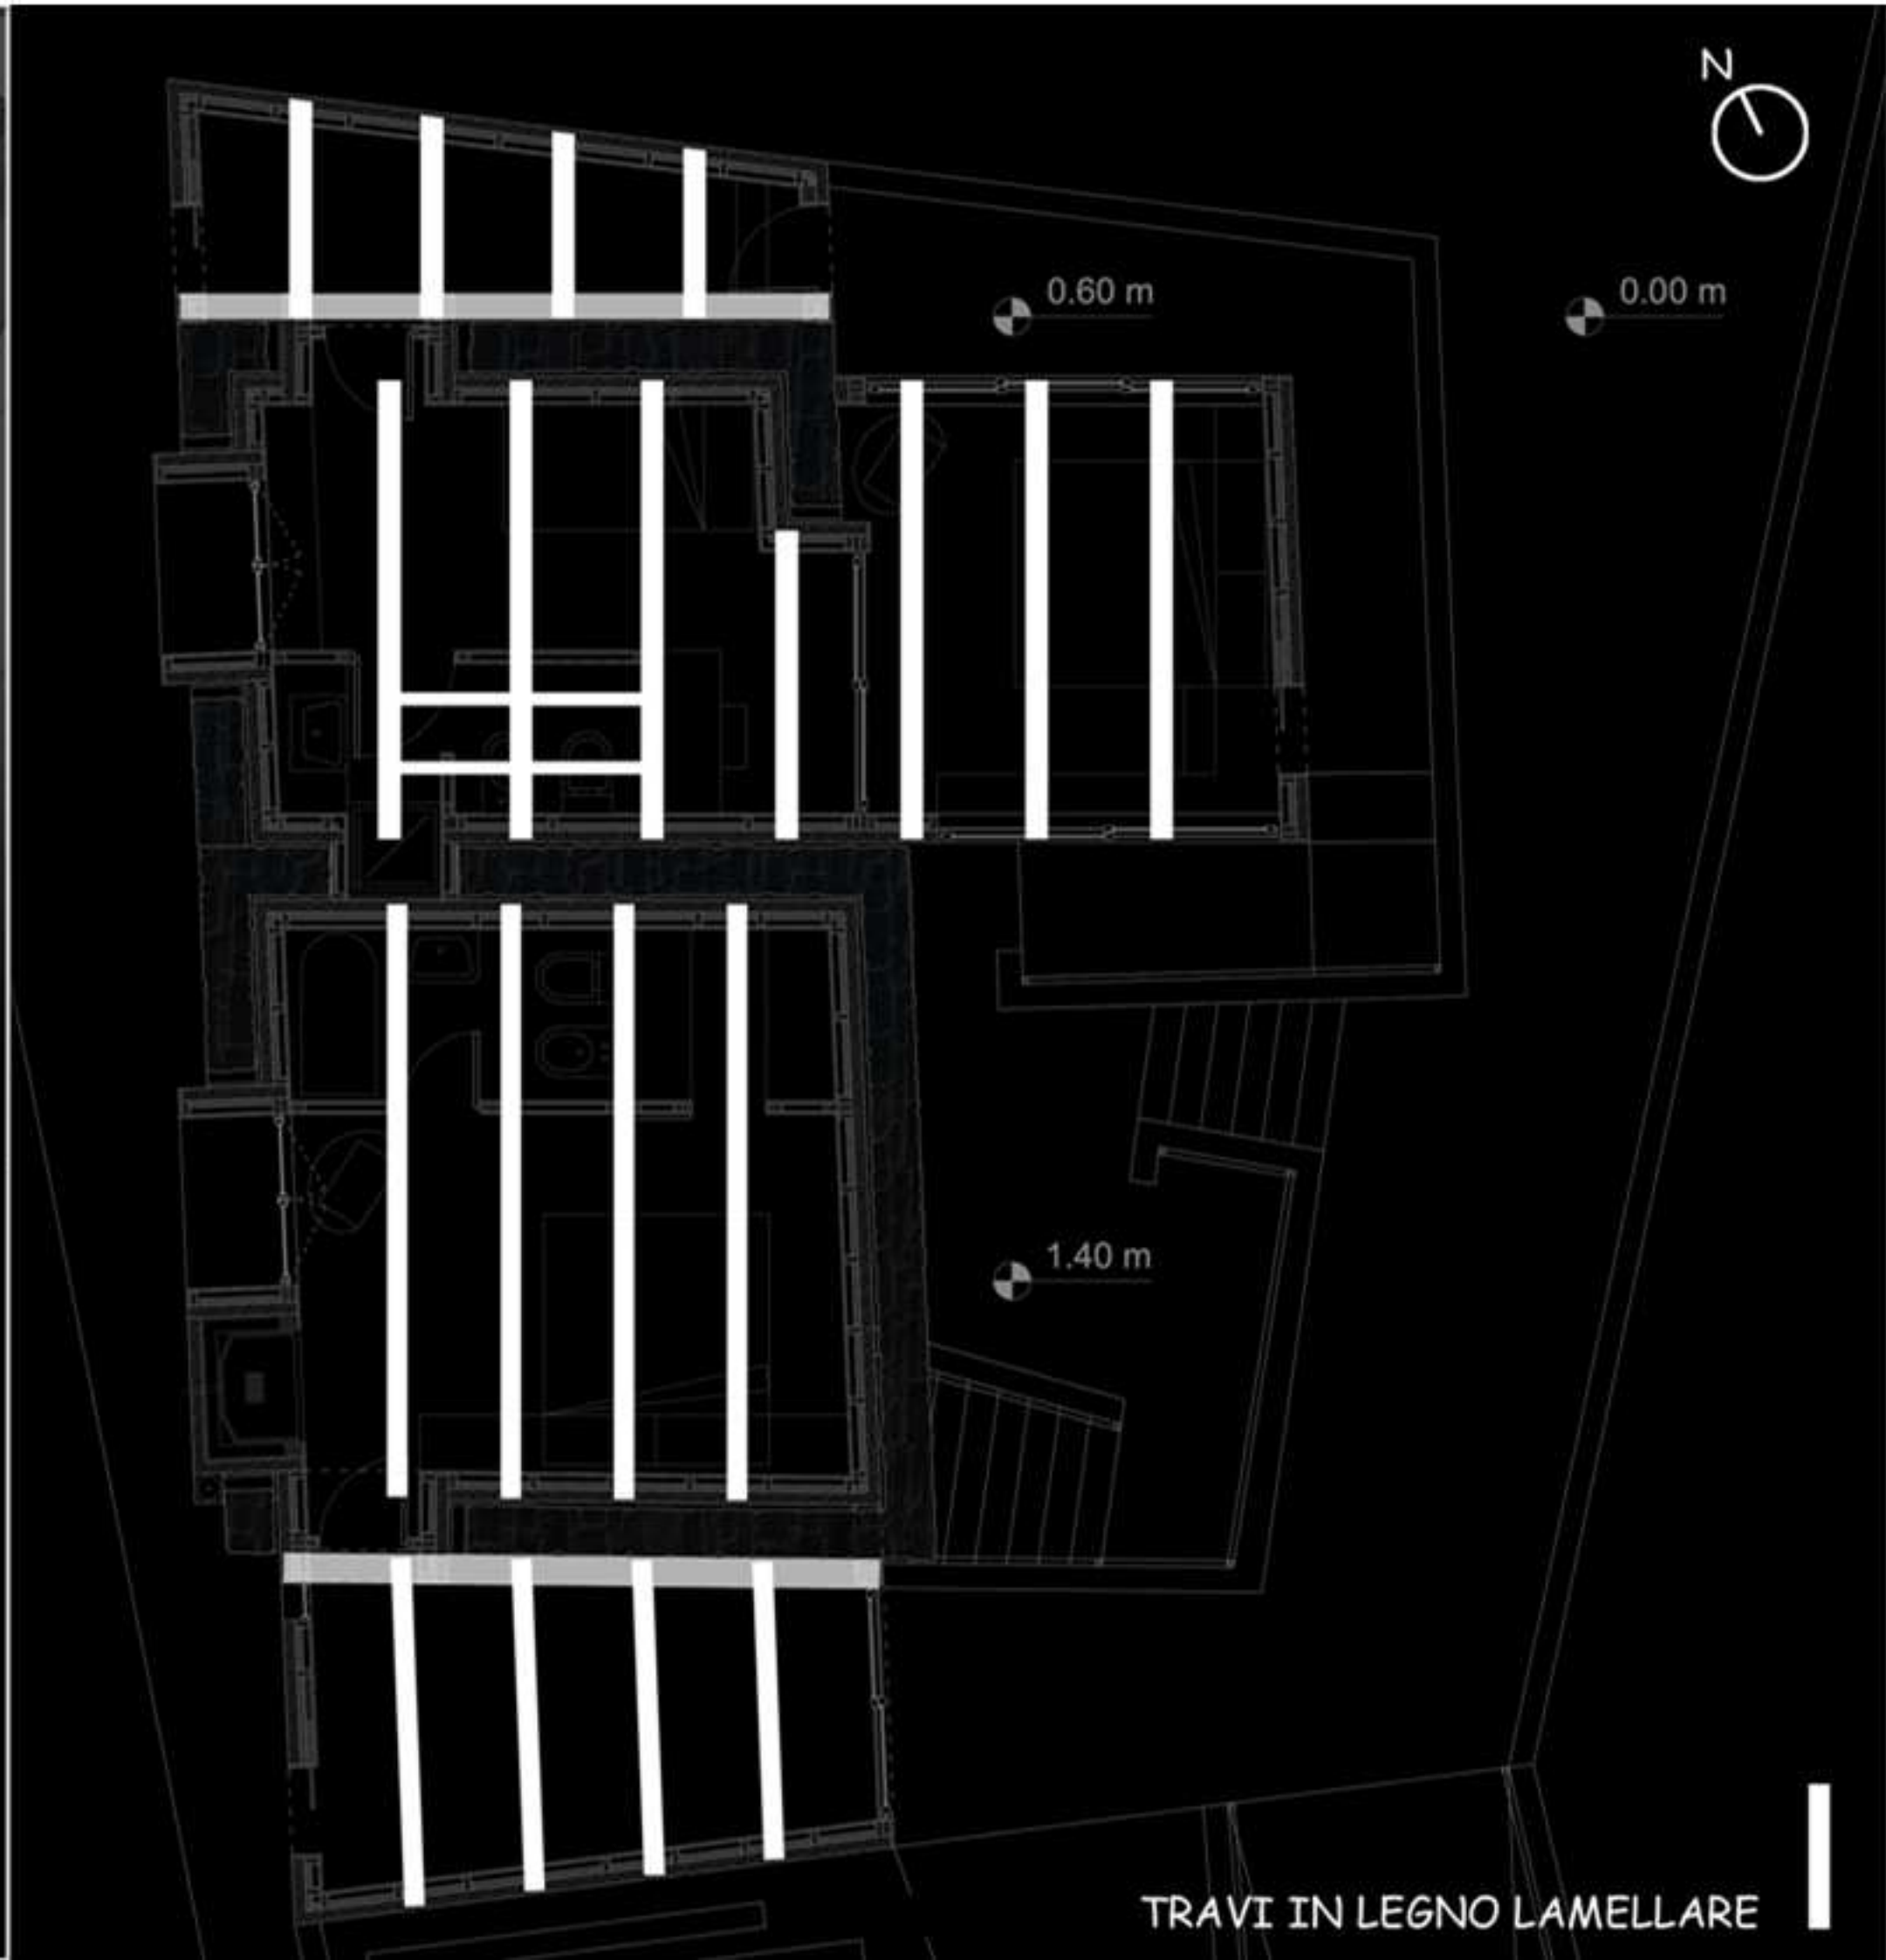 N
0.60 m
0.00 m
1.40 m
TRAVI IN LEGNO LAMELLARE